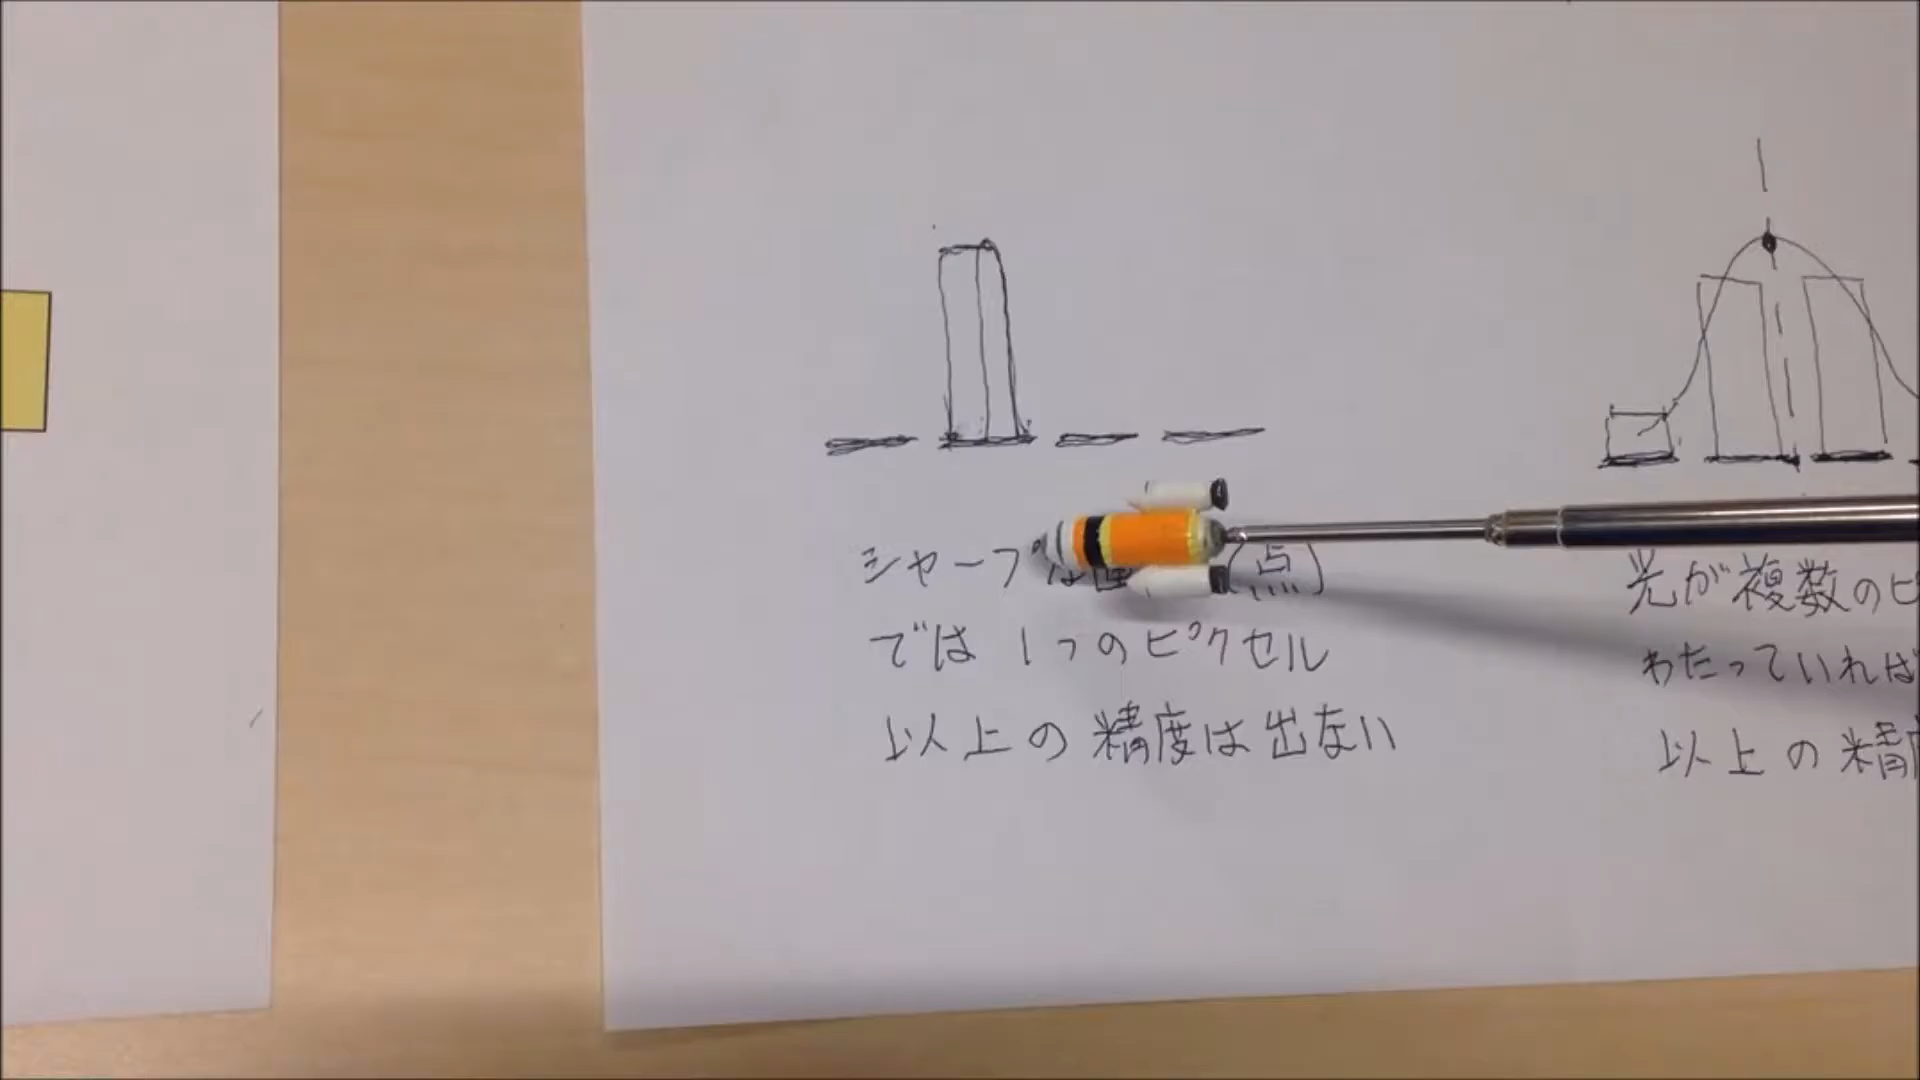 シャープな (点)
では 1つのピクセル
以上の精度は出ない
光が複数のピ
わたっていれば
以上の精度